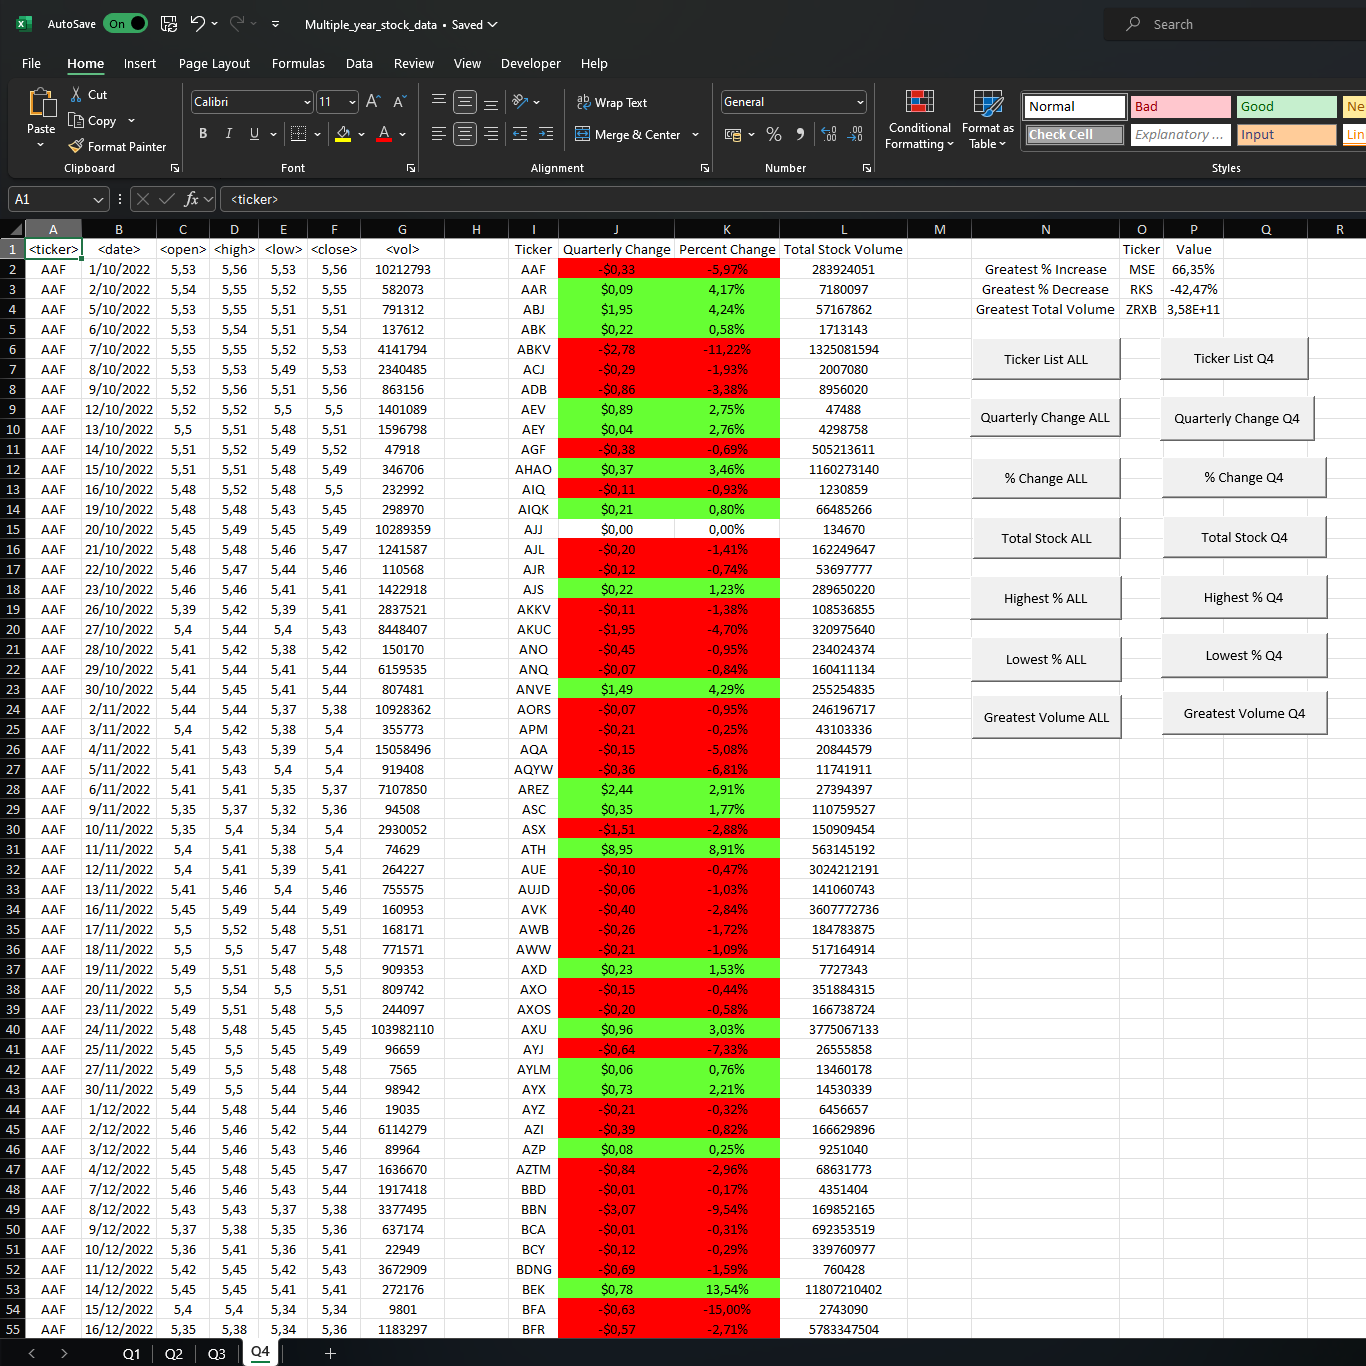 AutoSave On Multiple_year_stock_data • Saved Search
File Home Insert Page Layout Formulas Data Review View Developer Help
Paste Cut Copy Format Painter Clipboard
Calibri 11 B I U A Font
Wrap Text Merge & Center Alignment
General % Number
Conditional Formatting Format as Table
Normal Bad Good Ne
Check Cell Explanatory ... Input Lin
Styles
A1 fx <ticker>
A B C D E F G H I J K L M N O P Q R
1 <ticker> <date> <open> <high> <low> <close> <vol> Ticker Quarterly Change Percent Change Total Stock Volume Ticker Value
2 AAF 1/10/2022 5,53 5,56 5,53 5,56 10212793 AAF -$0,33 -5,97% 283924051 Greatest % Increase MSE 66,35%
3 AAF 2/10/2022 5,54 5,55 5,52 5,55 582073 AAR $0,09 4,17% 7180097 Greatest % Decrease RKS -42,47%
4 AAF 5/10/2022 5,53 5,55 5,51 5,51 791312 ABJ $1,95 4,24% 57167862 Greatest Total Volume ZRXB 3,58E+11
5 AAF 6/10/2022 5,53 5,54 5,51 5,54 137612 ABK $0,22 0,58% 1713143
6 AAF 7/10/2022 5,55 5,55 5,52 5,53 4141794 ABKV -$2,78 -11,22% 1325081594
7 AAF 8/10/2022 5,53 5,53 5,49 5,53 2340485 ACJ -$0,29 -1,93% 2007080
8 AAF 9/10/2022 5,52 5,56 5,51 5,56 863156 ADB -$0,86 -3,38% 8956020
9 AAF 12/10/2022 5,52 5,52 5,5 5,5 1401089 AEV $0,89 2,75% 47488
10 AAF 13/10/2022 5,5 5,51 5,48 5,51 1596798 AEY $0,04 2,76% 4298758
11 AAF 14/10/2022 5,51 5,52 5,49 5,52 47918 AGF -$0,38 -0,69% 505213611
12 AAF 15/10/2022 5,51 5,51 5,48 5,49 346706 AHAO $0,37 3,46% 1160273140
13 AAF 16/10/2022 5,48 5,52 5,48 5,5 232992 AIQ -$0,11 -0,93% 1230859
14 AAF 19/10/2022 5,48 5,48 5,43 5,45 298970 AIQK $0,21 0,80% 66485266
15 AAF 20/10/2022 5,45 5,49 5,45 5,49 10289359 AJJ $0,00 0,00% 134670
16 AAF 21/10/2022 5,48 5,48 5,46 5,47 1241587 AJL -$0,20 -1,41% 162249647
17 AAF 22/10/2022 5,46 5,47 5,44 5,46 110568 AJR -$0,12 -0,74% 53697777
18 AAF 23/10/2022 5,46 5,46 5,41 5,41 1422918 AJS $0,22 1,23% 289650220
19 AAF 26/10/2022 5,39 5,42 5,39 5,41 2837521 AKKV -$0,11 -1,38% 108536855
20 AAF 27/10/2022 5,4 5,44 5,4 5,43 8448407 AKUC -$1,95 -4,70% 320975640
21 AAF 28/10/2022 5,41 5,42 5,38 5,42 150170 ANO -$0,45 -0,95% 234024374
22 AAF 29/10/2022 5,41 5,44 5,41 5,44 6159535 ANQ -$0,07 -0,84% 160411134
23 AAF 30/10/2022 5,44 5,45 5,41 5,44 807481 ANVE $1,49 4,29% 255254835
24 AAF 2/11/2022 5,44 5,44 5,37 5,38 10928362 AORS -$0,07 -0,95% 246196717
25 AAF 3/11/2022 5,4 5,42 5,38 5,4 355773 APM -$0,21 -0,25% 43103336
26 AAF 4/11/2022 5,41 5,43 5,39 5,4 15058496 AQA -$0,15 -5,08% 20844579
27 AAF 5/11/2022 5,41 5,43 5,4 5,4 919408 AQYW -$0,36 -6,81% 11741911
28 AAF 6/11/2022 5,41 5,41 5,35 5,37 7107850 AREZ $2,44 2,91% 27394397
29 AAF 9/11/2022 5,35 5,37 5,32 5,36 94508 ASC $0,35 1,77% 110759527
30 AAF 10/11/2022 5,35 5,4 5,34 5,4 2930052 ASX -$1,51 -2,88% 150909454
31 AAF 11/11/2022 5,4 5,41 5,38 5,4 74629 ATH $8,95 8,91% 563145192
32 AAF 12/11/2022 5,4 5,41 5,39 5,41 264227 AUE -$0,10 -0,47% 3024212191
33 AAF 13/11/2022 5,41 5,46 5,4 5,46 755575 AUJD -$0,06 -1,03% 141060743
34 AAF 16/11/2022 5,45 5,49 5,44 5,49 160953 AVK -$0,40 -2,84% 3607772736
35 AAF 17/11/2022 5,5 5,52 5,48 5,51 168171 AWB -$0,26 -1,72% 184783875
36 AAF 18/11/2022 5,5 5,5 5,47 5,48 771571 AWW -$0,21 -1,09% 517164914
37 AAF 19/11/2022 5,49 5,51 5,48 5,5 909353 AXD $0,23 1,53% 7727343
38 AAF 20/11/2022 5,5 5,54 5,5 5,51 809742 AXO -$0,15 -0,44% 351884315
39 AAF 23/11/2022 5,49 5,51 5,48 5,5 244097 AXOS -$0,20 -0,58% 166738724
40 AAF 24/11/2022 5,48 5,48 5,45 5,45 103982110 AXU $0,96 3,03% 3775067133
41 AAF 25/11/2022 5,45 5,5 5,45 5,49 96659 AYJ -$0,64 -7,33% 26555858
42 AAF 27/11/2022 5,49 5,5 5,48 5,48 7565 AYLM $0,06 0,76% 13460178
43 AAF 30/11/2022 5,49 5,5 5,44 5,44 98942 AYX $0,73 2,21% 14530339
44 AAF 1/12/2022 5,44 5,48 5,44 5,46 19035 AYZ -$0,21 -0,32% 6456657
45 AAF 2/12/2022 5,46 5,46 5,42 5,44 6114279 AZI -$0,39 -0,82% 166629896
46 AAF 3/12/2022 5,44 5,46 5,43 5,46 89964 AZP $0,08 0,25% 9251040
47 AAF 4/12/2022 5,45 5,48 5,45 5,47 1636670 AZTM -$0,84 -2,96% 68631773
48 AAF 7/12/2022 5,46 5,46 5,43 5,44 1917418 BBD -$0,01 -0,17% 4351404
49 AAF 8/12/2022 5,43 5,43 5,37 5,38 3377495 BBN -$3,07 -9,54% 169852165
50 AAF 9/12/2022 5,37 5,38 5,35 5,36 637174 BCA -$0,01 -0,31% 692353519
51 AAF 10/12/2022 5,36 5,41 5,36 5,41 22949 BCY -$0,12 -0,29% 339760977
52 AAF 11/12/2022 5,42 5,45 5,42 5,43 3672909 BDNG -$0,69 -1,59% 760428
53 AAF 14/12/2022 5,45 5,45 5,41 5,41 272176 BEK $0,78 13,54% 11807210402
54 AAF 15/12/2022 5,4 5,4 5,34 5,34 9801 BFA -$0,63 -15,00% 2743090
55 AAF 16/12/2022 5,35 5,38 5,34 5,36 1183297 BFR -$0,57 -2,71% 5783347504
Ticker List ALL Ticker List Q4
Quarterly Change ALL Quarterly Change Q4
% Change ALL % Change Q4
Total Stock ALL Total Stock Q4
Highest % ALL Highest % Q4
Lowest % ALL Lowest % Q4
Greatest Volume ALL Greatest Volume Q4
Q1 Q2 Q3 Q4